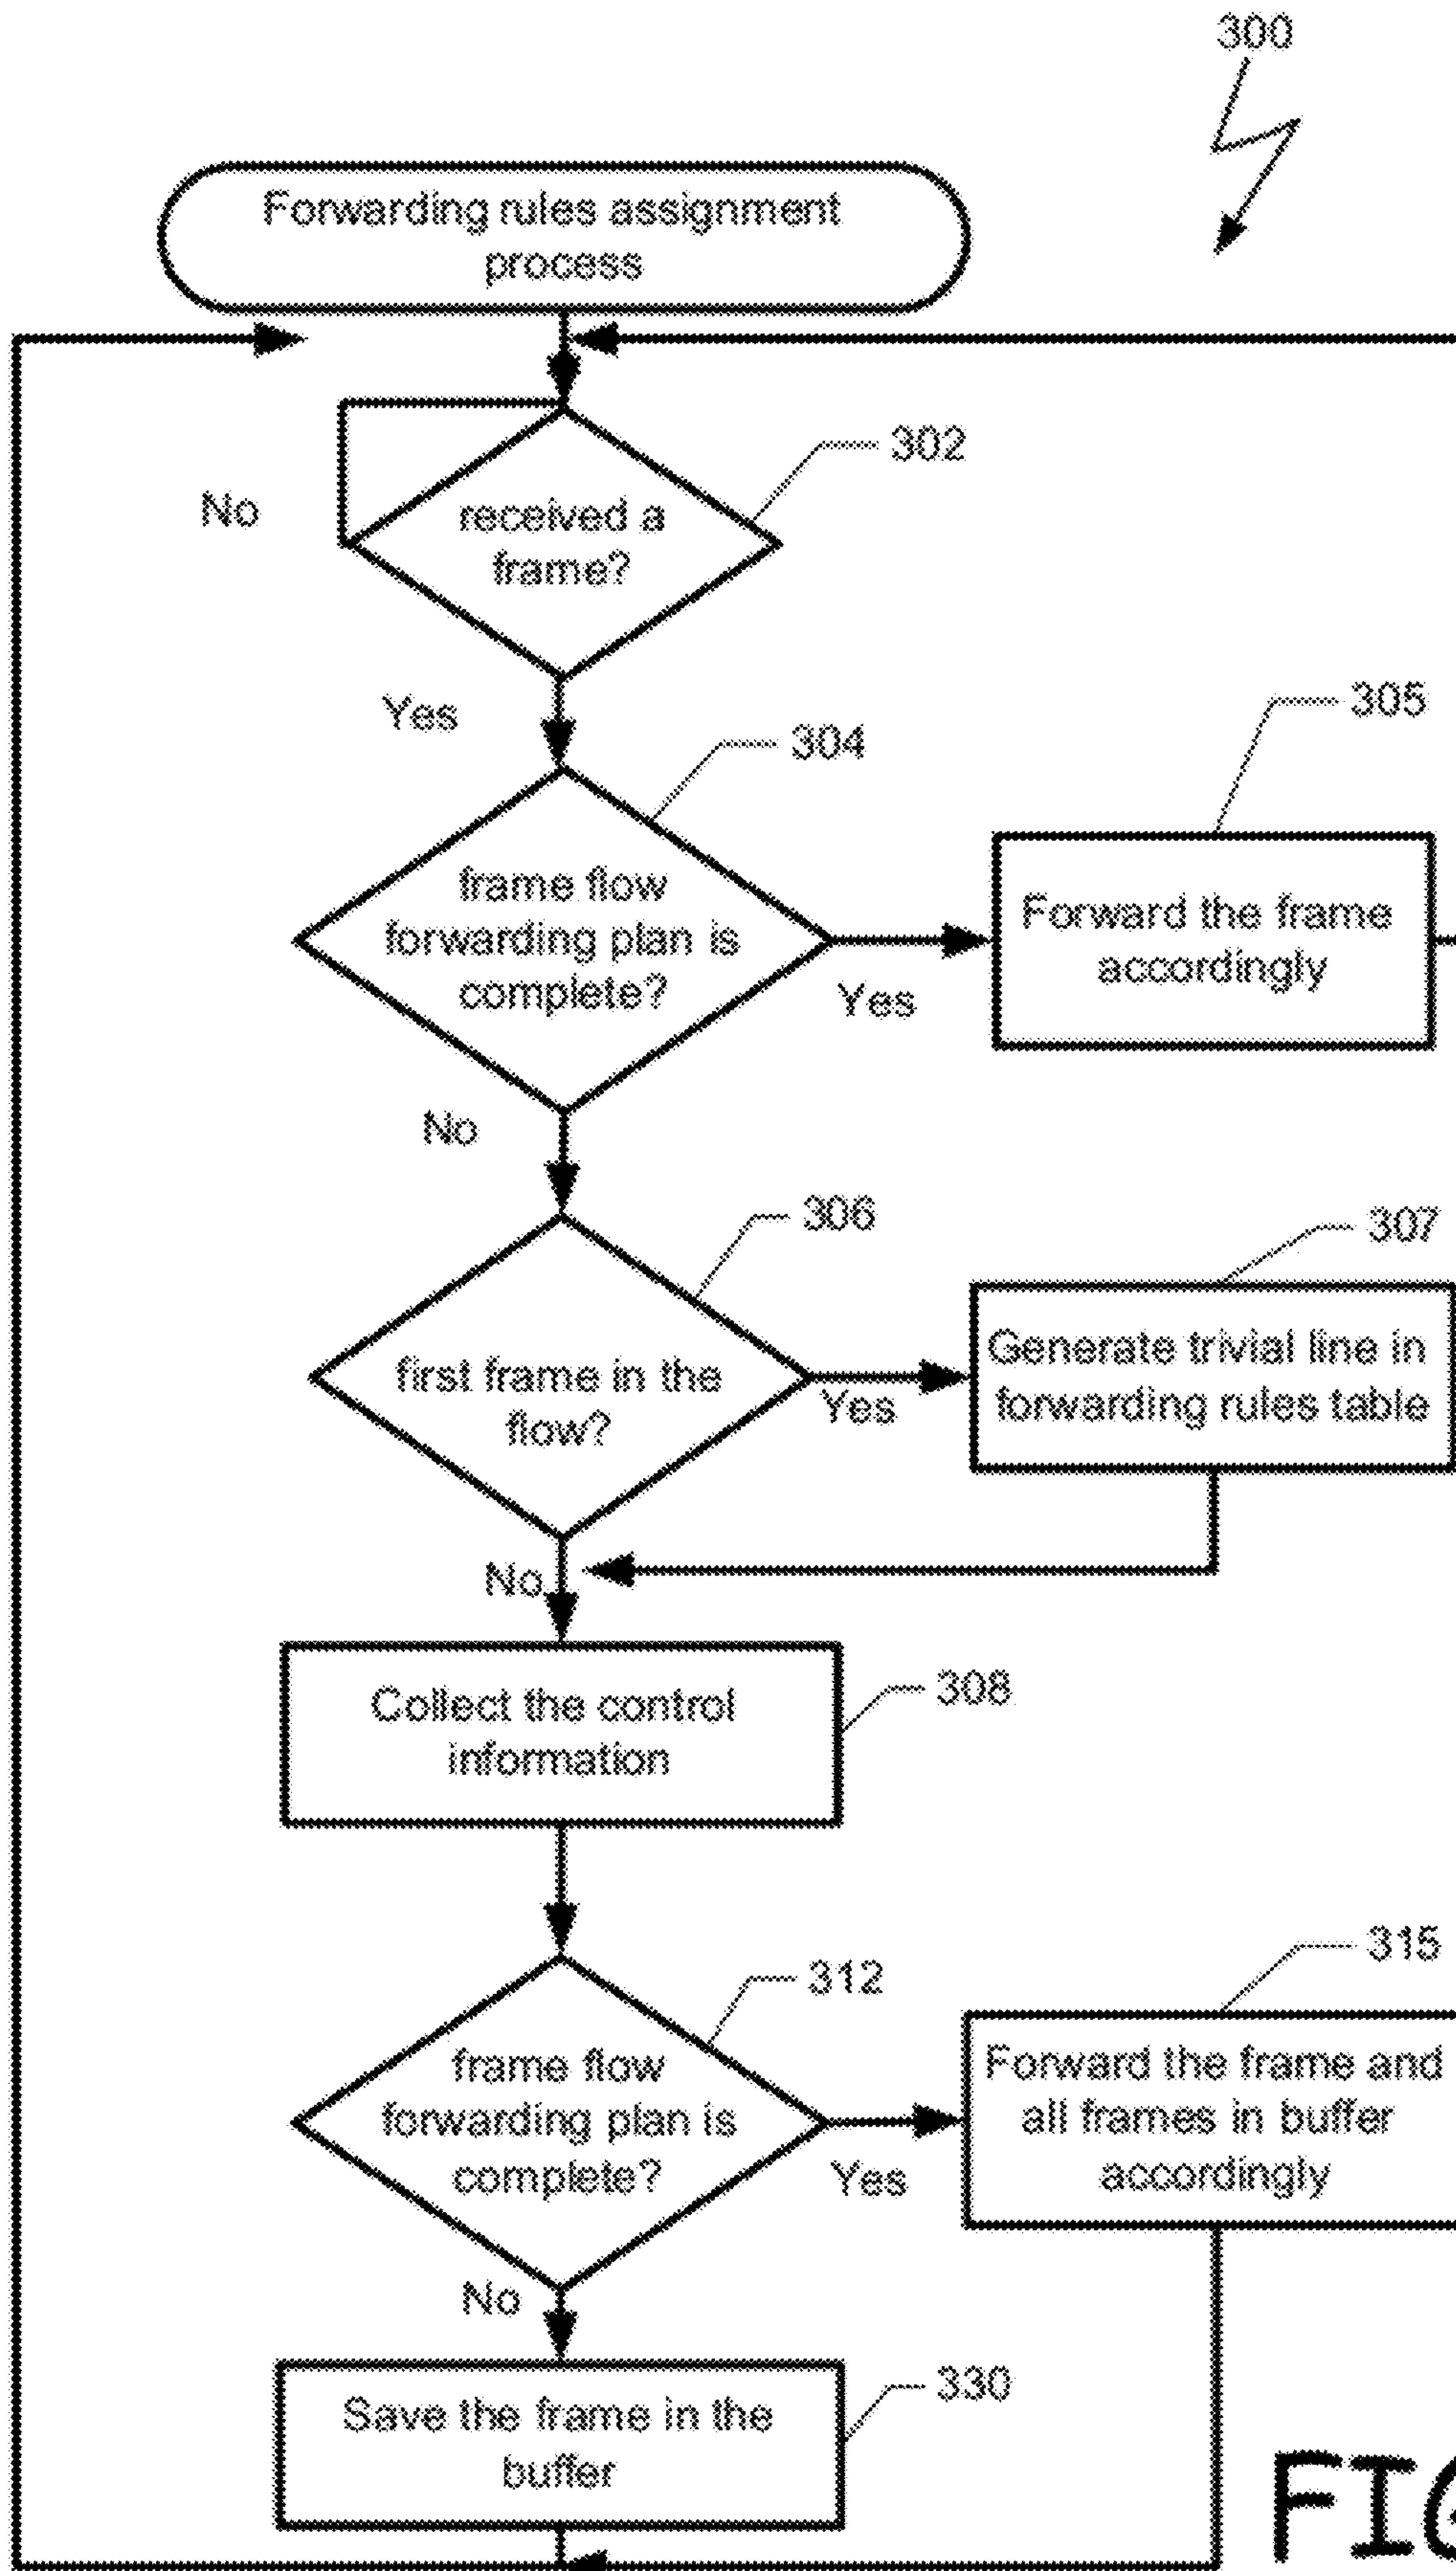 300
Forwarding rules assignment
process
302
No
received a
frame?
Yes
305
304
frame flow
forwarding plan is
complete?
Forward the frame
accordingly
Yes
No
306
307
first frame in the
flow?
Yes
Generate trivial line in
forwarding rules table
No
Collect the control
information
308
315
312
frame flow
forwarding plan is
complete?
Forward the frame and
all frames in buffer
accordingly
Yes
No
330
Save the frame in the
buffer